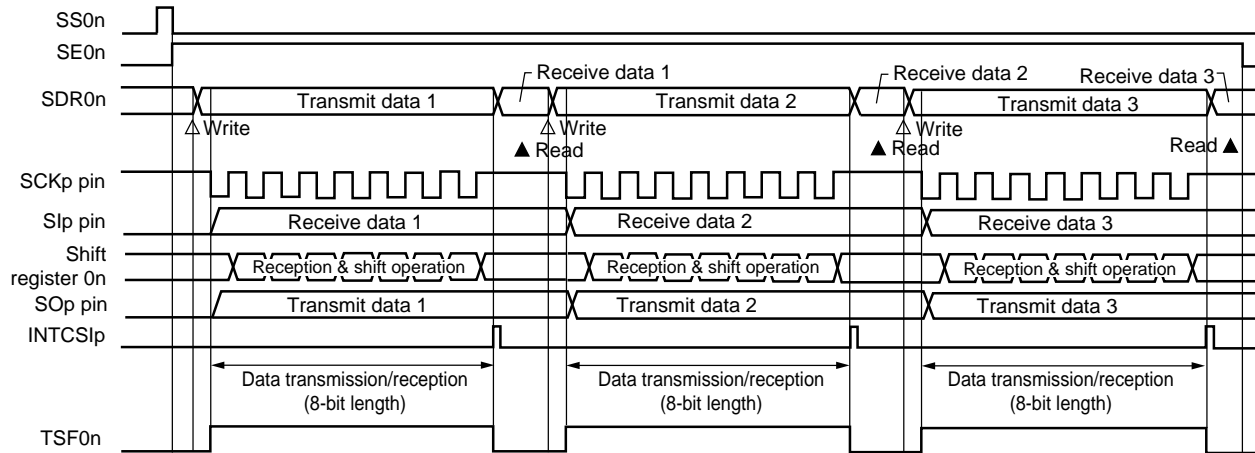 SS0n
SE0n
Receive data 1
Receive data 2
Receive data 3
SDR0n
Transmit data 1
Transmit data 2
Transmit data 3
△ Write
△ Write
△ Write
▲ Read
▲ Read
Read ▲
SCKp pin
SIp pin
Receive data 1
Receive data 2
Receive data 3
Shift
register 0n
Reception & shift operation
Reception & shift operation
Reception & shift operation
SOp pin
Transmit data 1
Transmit data 2
Transmit data 3
INTCSIp
Data transmission/reception
(8-bit length)
Data transmission/reception
(8-bit length)
Data transmission/reception
(8-bit length)
TSF0n